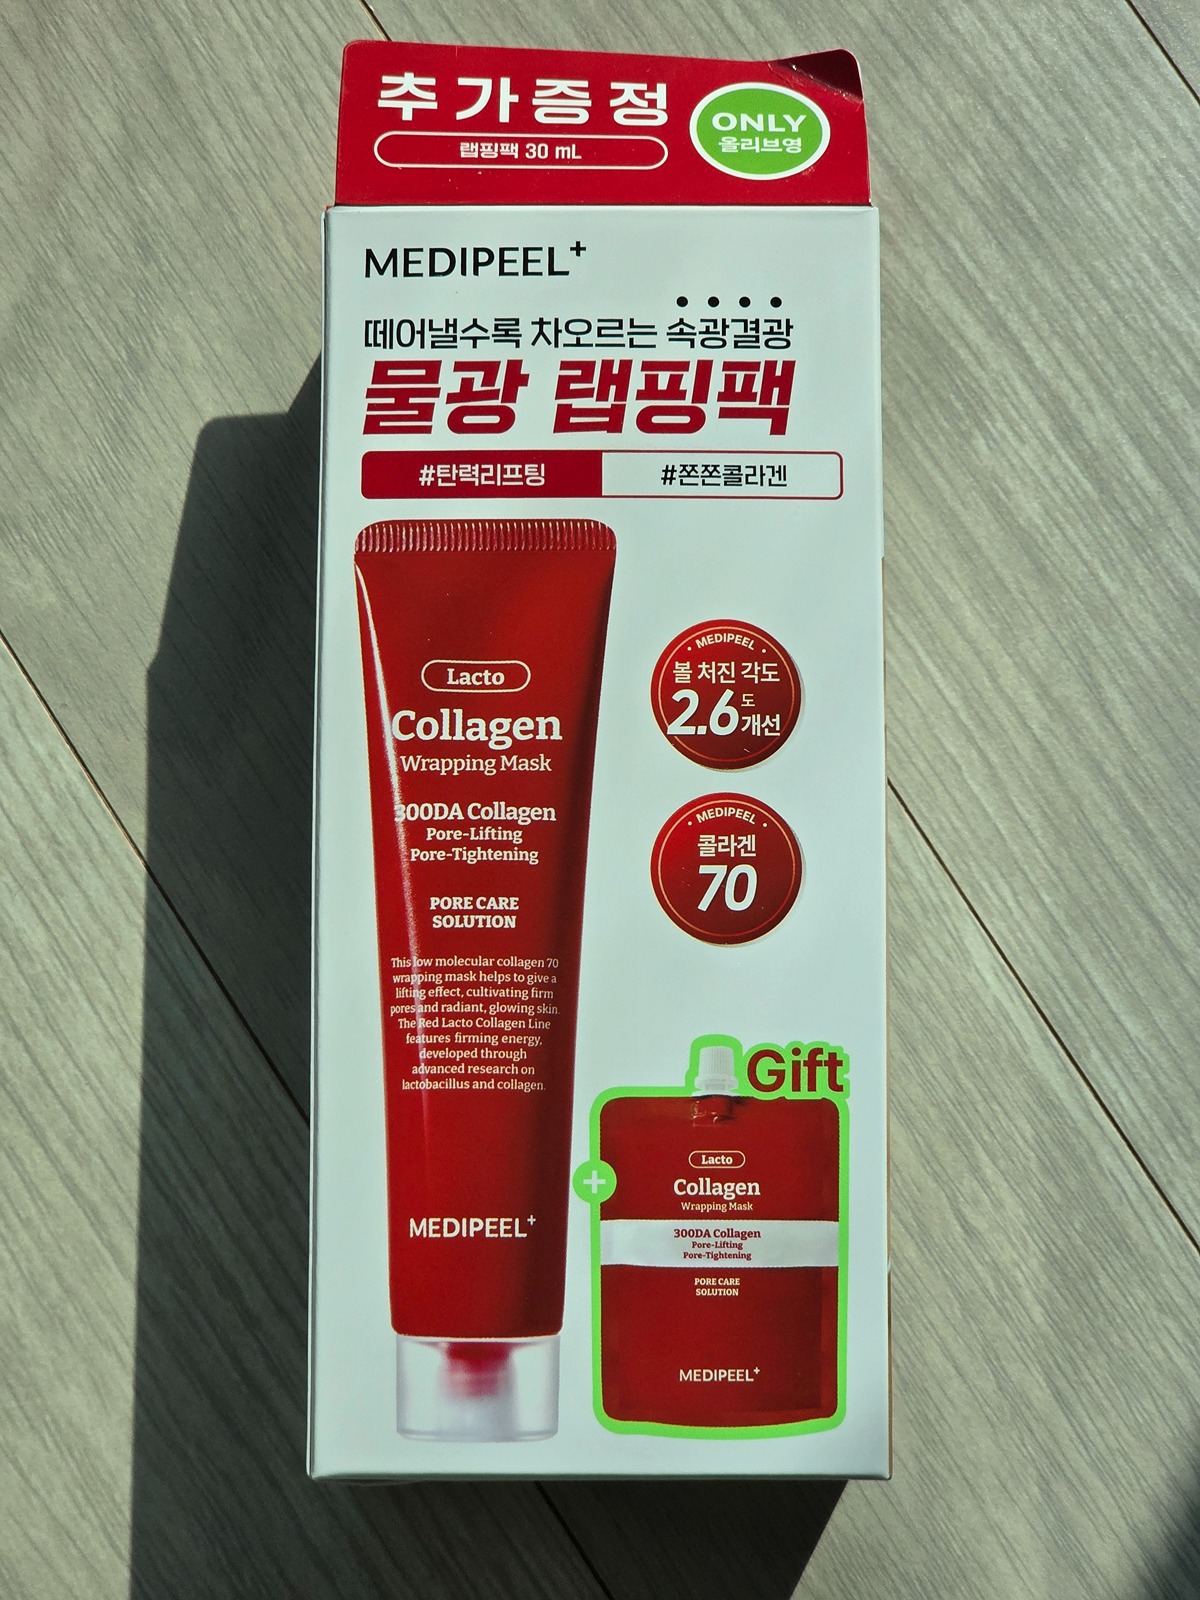 추가증정
랩핑팩 30 mL
ONLY
올리브영
MEDIPEEL+
떼어낼수록 차오르는 속광결광
물광 랩핑팩
#탄력리프팅
#쫀쫀콜라겐
Lacto
Collagen
Wrapping Mask
300DA Collagen
Pore-Lifting
Pore-Tightening
PORE CARE
SOLUTION
This low molecular collagen 70
wrapping mask helps to give a
lifting effect, cultivating firm
pores and radiant, glowing skin.
The Red Lacto Collagen Line
features firming energy,
developed through
advanced research on
lactobacillus and collagen.
MEDIPEEL+
• MEDIPEEL •
볼 처진 각도
2.6도 개선
• MEDIPEEL •
콜라겐
70
Gift
+
Lacto
Collagen
Wrapping Mask
300DA Collagen
Pore-Lifting
Pore-Tightening
PORE CARE
SOLUTION
MEDIPEEL+